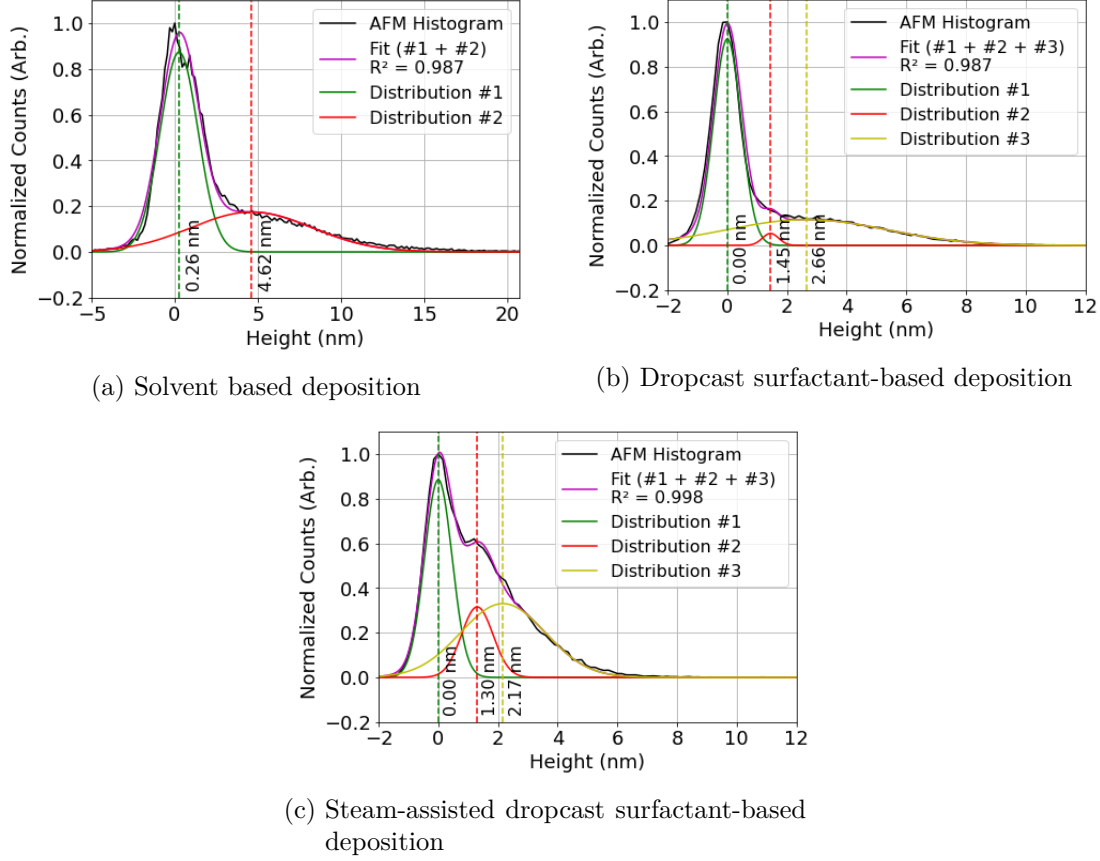 1.0
0.8
0.6
0.4
0.2
0.0
−0.2
Normalized Counts (Arb.)
AFM Histogram
Fit (#1 + #2)
R² = 0.987
Distribution #1
Distribution #2
0.26 nm
4.62 nm
−5
0
5
10
15
20
Height (nm)
(a) Solvent based deposition
1.0
0.8
0.6
0.4
0.2
0.0
−0.2
Normalized Counts (Arb.)
AFM Histogram
Fit (#1 + #2 + #3)
R² = 0.987
Distribution #1
Distribution #2
Distribution #3
0.00 nm
1.45 nm
2.66 nm
−2
0
2
4
6
8
10
12
Height (nm)
(b) Dropcast surfactant-based deposition
1.0
0.8
0.6
0.4
0.2
0.0
−0.2
Normalized Counts (Arb.)
AFM Histogram
Fit (#1 + #2 + #3)
R² = 0.998
Distribution #1
Distribution #2
Distribution #3
0.00 nm
1.30 nm
2.17 nm
−2
0
2
4
6
8
10
12
Height (nm)
(c) Steam-assisted dropcast surfactant-based
deposition